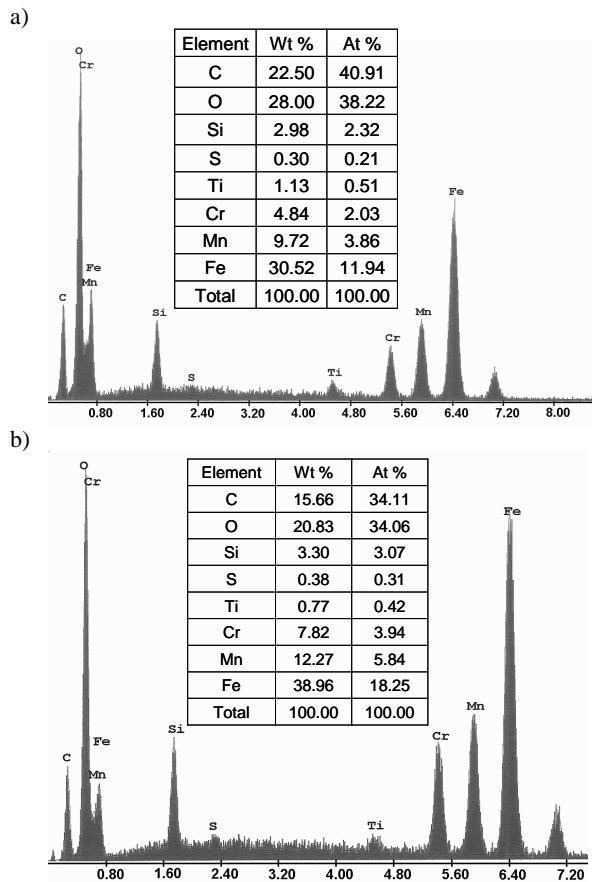 a)
Element Wt % At %
C 22.50 40.91
O 28.00 38.22
Si 2.98 2.32
S 0.30 0.21
Ti 1.13 0.51
Cr 4.84 2.03
Mn 9.72 3.86
Fe 30.52 11.94
Total 100.00 100.00
O
Cr
Fe
Fe
Mn
C
Si
Mn
Cr
S
Ti
0.80 1.60 2.40 3.20 4.00 4.80 5.60 6.40 7.20 8.00
b)
Element Wt % At %
C 15.66 34.11
O 20.83 34.06
Si 3.30 3.07
S 0.38 0.31
Ti 0.77 0.42
Cr 7.82 3.94
Mn 12.27 5.84
Fe 38.96 18.25
Total 100.00 100.00
O
Cr
Fe
Mn
Si
Cr
Fe
C
Mn
S
Ti
0.80 1.60 2.40 3.20 4.00 4.80 5.60 6.40 7.20